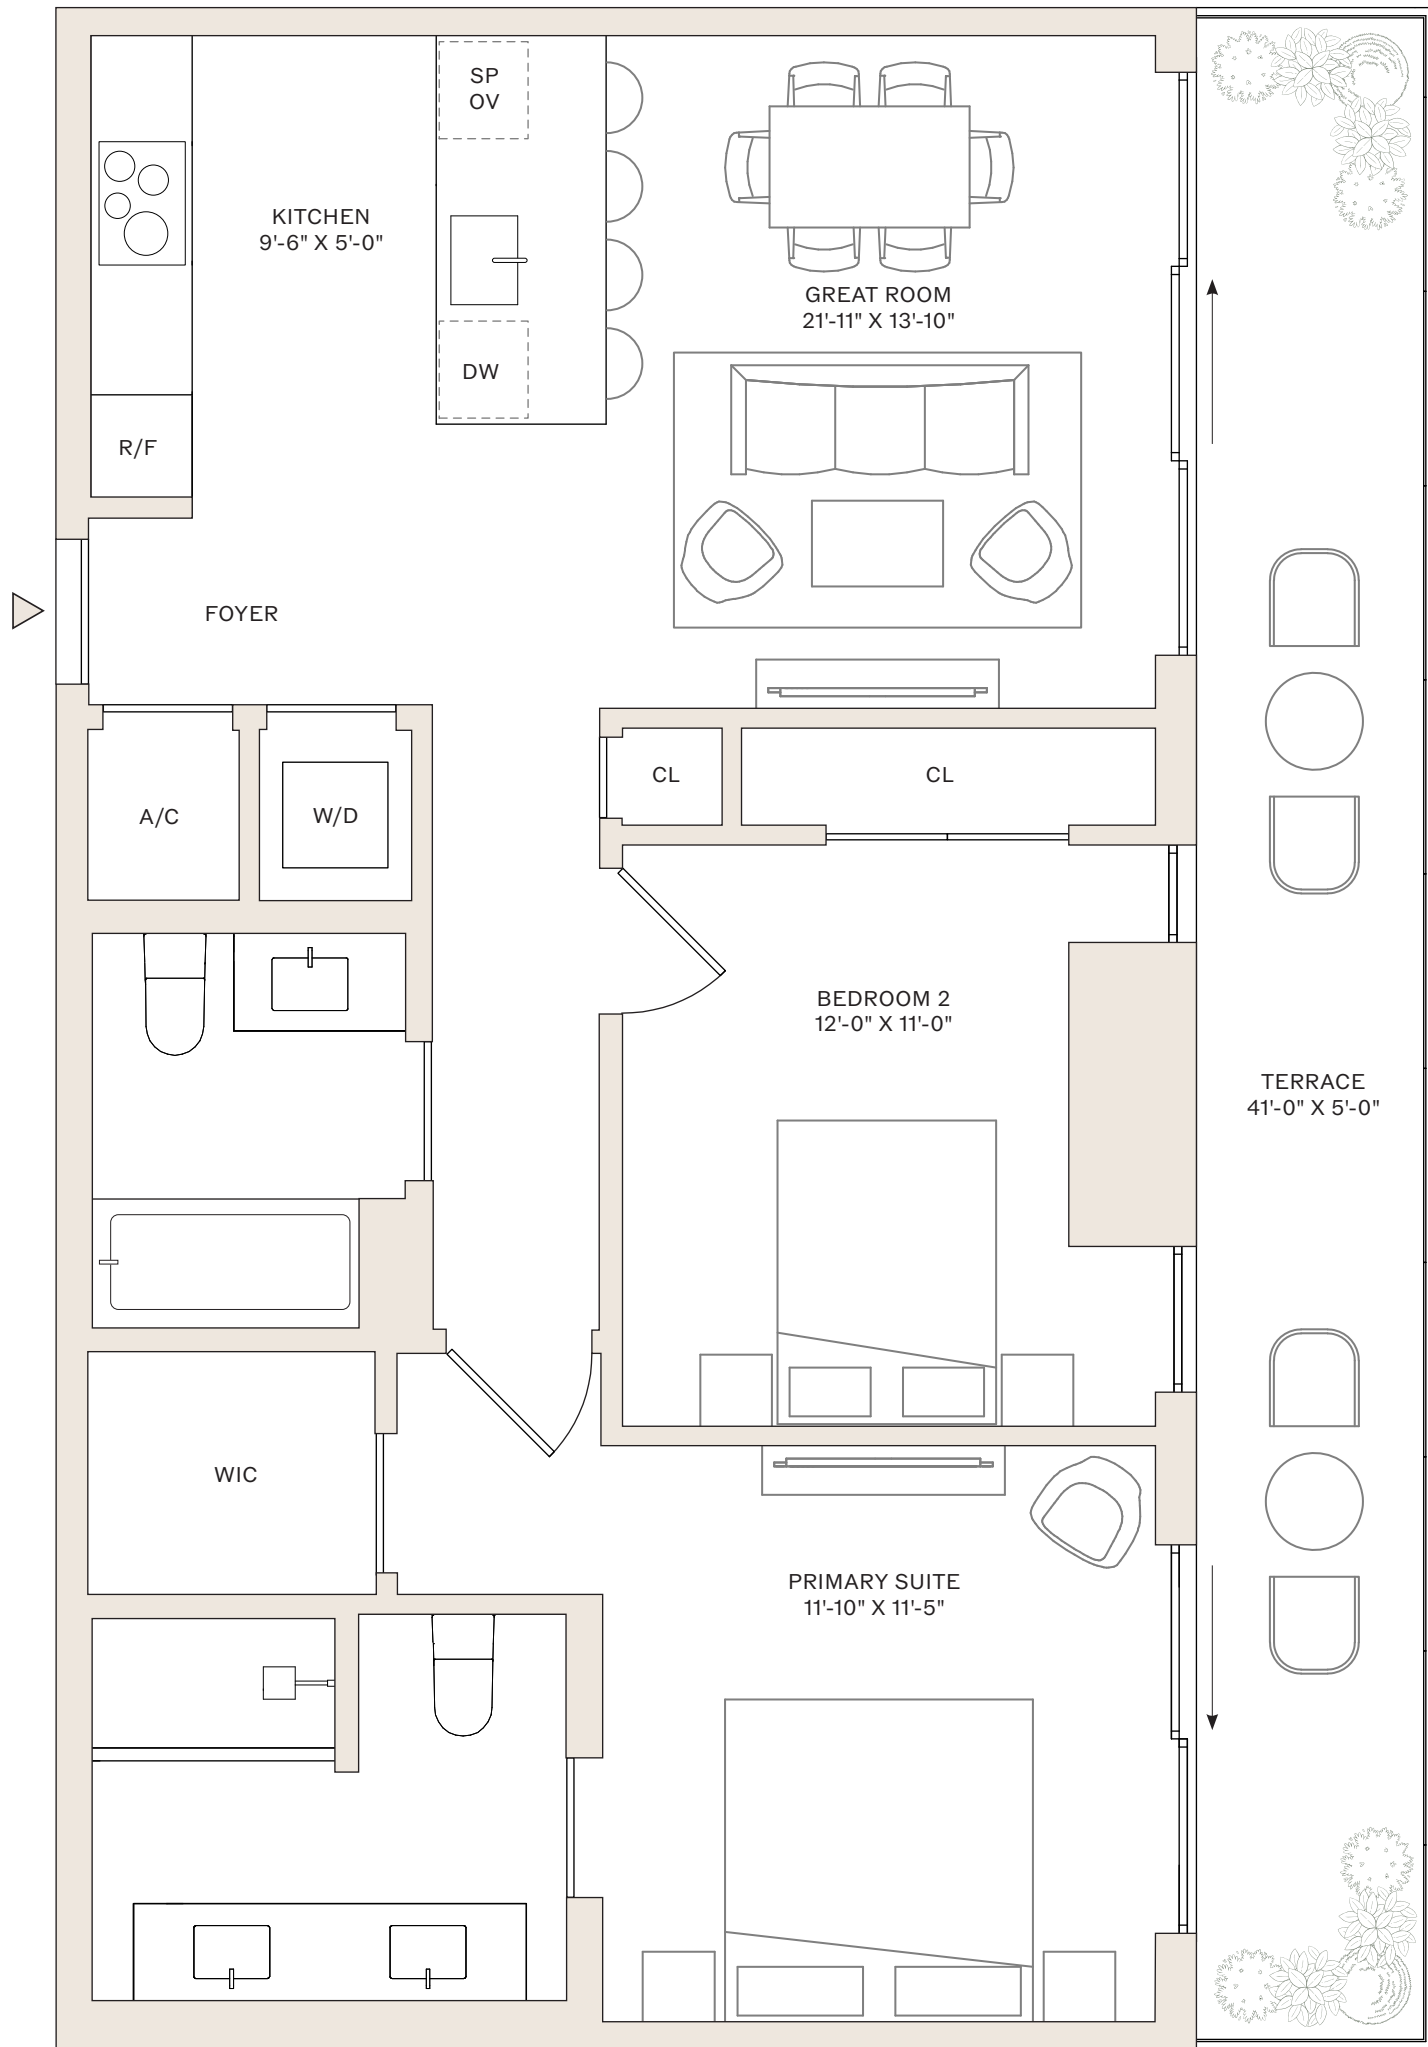 SP
OV
KITCHEN
9'-6" X 5'-0"
GREAT ROOM
21'-11" X 13'-10"
DW
R/F
FOYER
CL
CL
A/C
W/D
BEDROOM 2
12'-0" X 11'-0"
TERRACE
41'-0" X 5'-0"
WIC
PRIMARY SUITE
11'-10" X 11'-5"